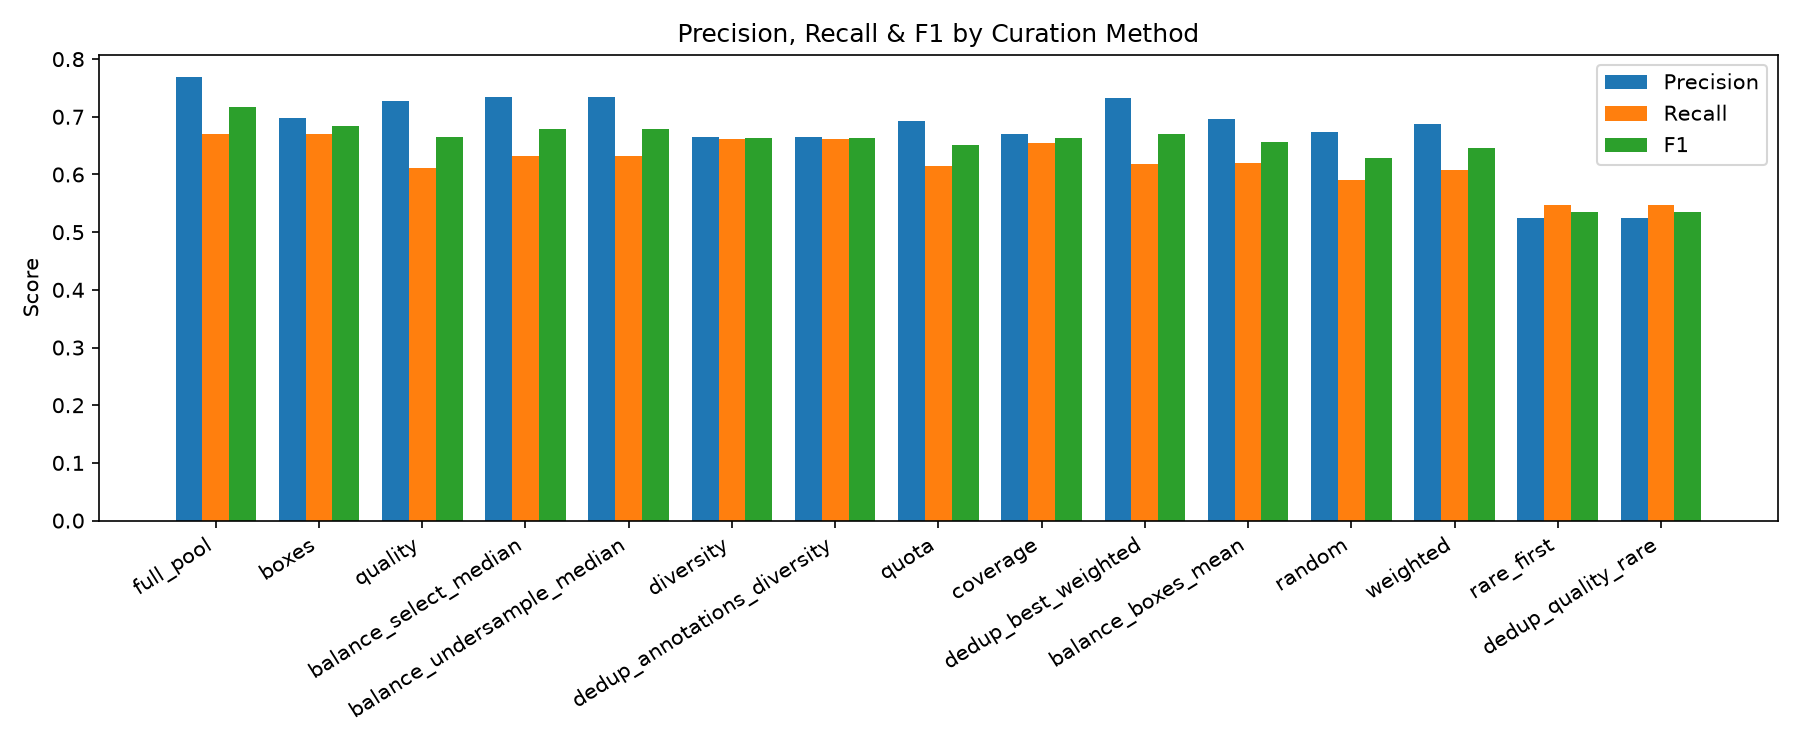 Precision, Recall & F1 by Curation Method
0.8
0.7
0.6
0.5
0.4
0.3
0.2
0.1
0.0
Score
Precision
Recall
F1
full_pool
boxes
quality
balance_select_median
balance_undersample_median
diversity
dedup_annotations_diversity
quota
coverage
dedup_best_weighted
balance_boxes_mean
random
weighted
rare_first
dedup_quality_rare